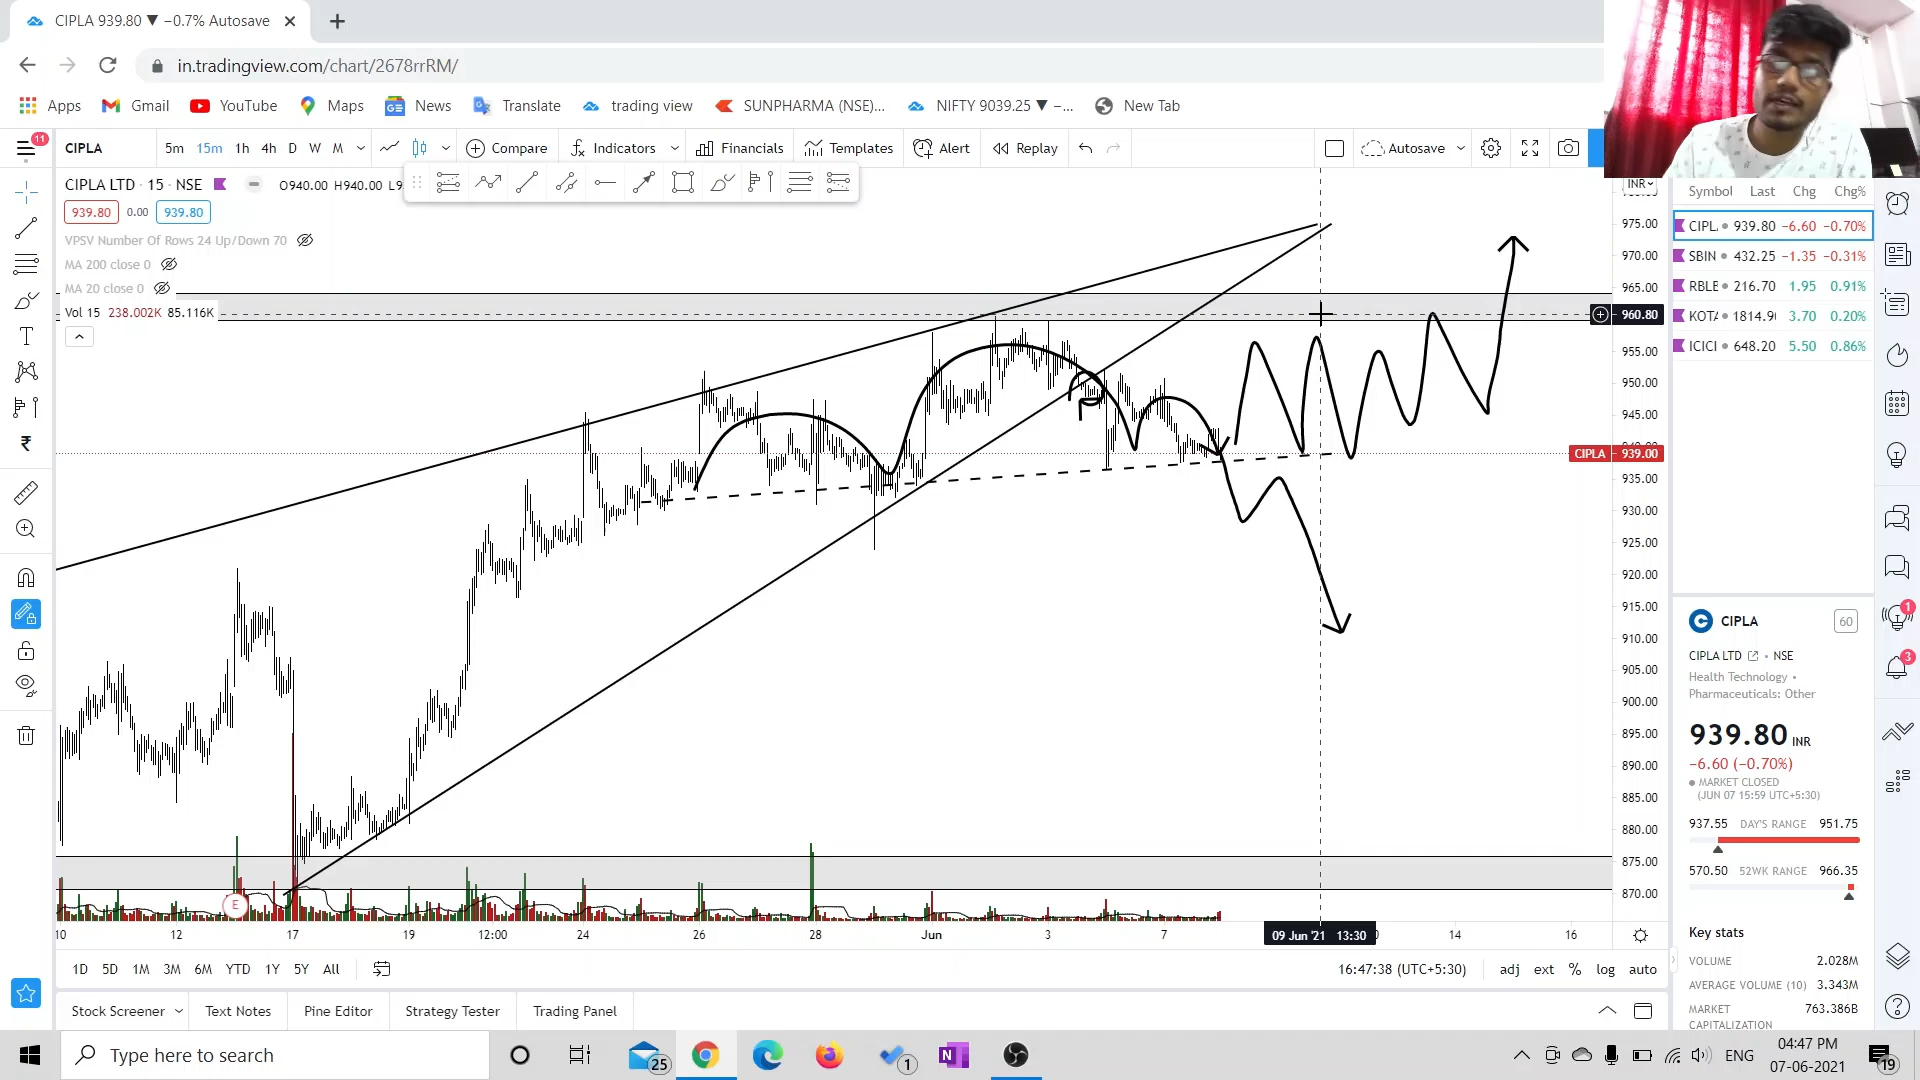 CIPLA 939.80 ▼ −0.7% Autosave
in.tradingview.com/chart/2678rrRM/
Apps Gmail YouTube Maps News Translate trading view SUNPHARMA (NSE)... NIFTY 9039.25 ▼ −... New Tab
11
CIPLA 5m 15m 1h 4h D W M Compare Indicators Financials Templates Alert Replay Autosave
CIPLA LTD · 15 · NSE O940.00 H940.00
939.80 0.00 939.80
VPSV Number Of Rows 24 Up/Down 70
MA 200 close 0
MA 20 close 0
Vol 15 238.002K 85.116K
INR
975.00
970.00
965.00
960.80
955.00
950.00
945.00
CIPLA 939.00
935.00
930.00
925.00
920.00
915.00
910.00
905.00
900.00
895.00
890.00
885.00
880.00
875.00
870.00
E
10 12 17 19 12:00 24 26 28 Jun 3 7 09 Jun '21 13:30 14 16
1D 5D 1M 3M 6M YTD 1Y 5Y All 16:47:38 (UTC+5:30) adj ext % log auto
Stock Screener Text Notes Pine Editor Strategy Tester Trading Panel
Symbol Last Chg Chg%
CIPL 939.80 −6.60 −0.70%
SBIN 432.25 −1.35 −0.31%
RBLE 216.70 1.95 0.91%
KOTA 1814.90 3.70 0.20%
ICICI 648.20 5.50 0.86%
CIPLA 60
CIPLA LTD · NSE
Health Technology •
Pharmaceuticals: Other
939.80 INR
−6.60 (−0.70%)
MARKET CLOSED
(JUN 07 15:59 UTC+5:30)
937.55 DAY'S RANGE 951.75
570.50 52WK RANGE 966.35
Key stats
VOLUME 2.028M
AVERAGE VOLUME (10) 3.343M
MARKET CAPITALIZATION 763.386B
1
3
Type here to search
25
1
N
ENG
04:47 PM
07-06-2021
19